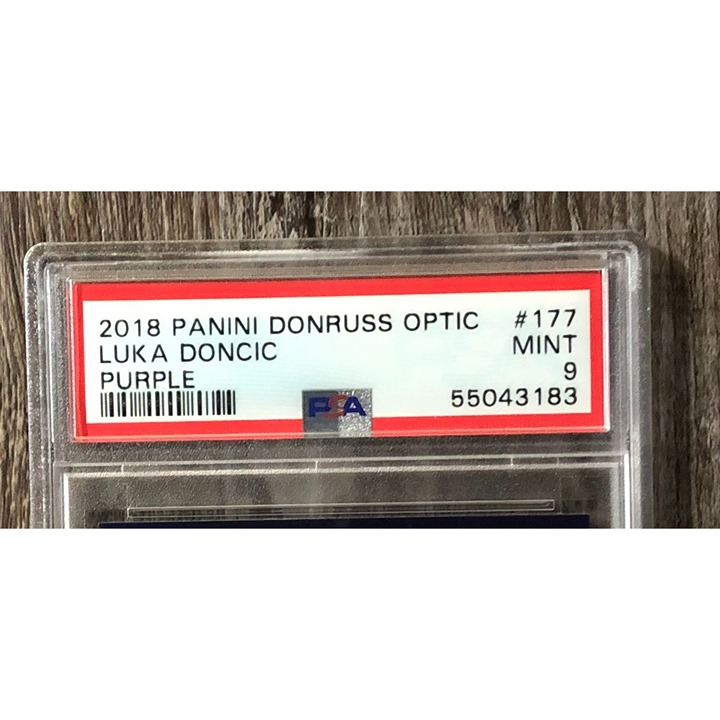 2018 PANINI DONRUSS OPTIC #177
LUKA DONCIC MINT
PURPLE 9
PSA 55043183